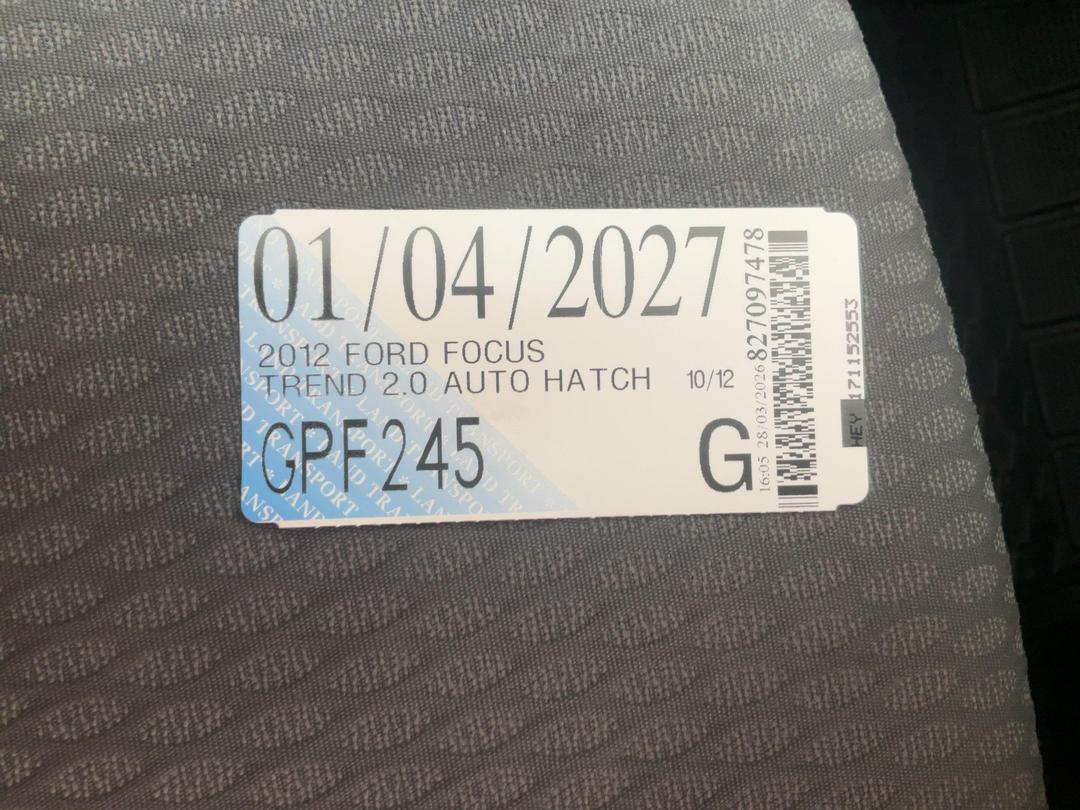 01/04/2027
2012 FORD FOCUS
TREND 2.0 AUTO HATCH 10/12
GPF245 G
16:05 28/03/2026 827097478
HEY 171152553